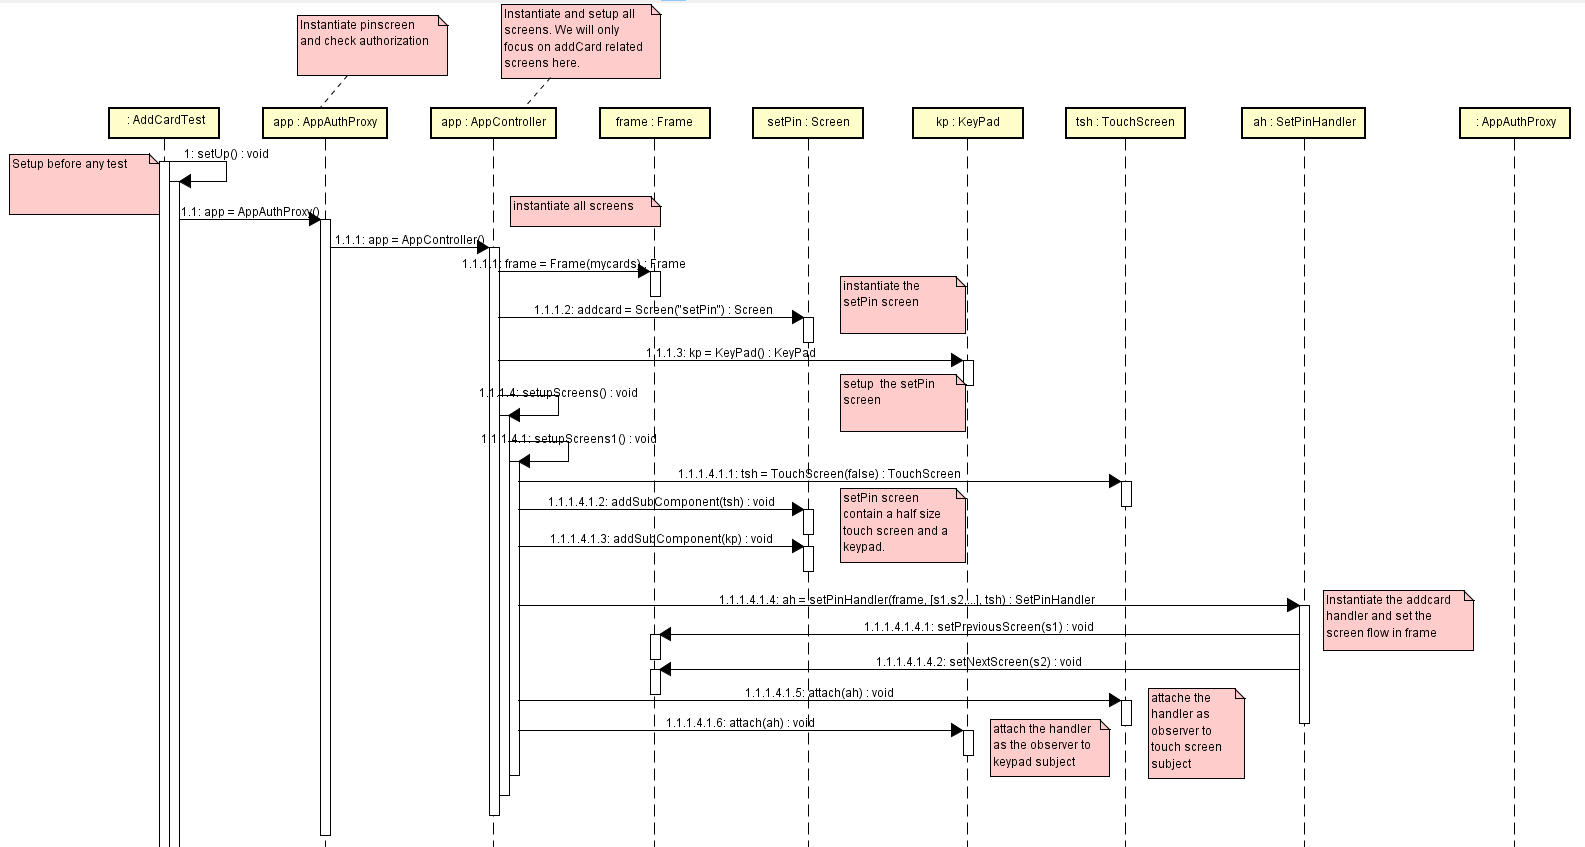 Instantiate pinscreen
and check authorization
Instantiate and setup all
screens. We will only
focus on addCard related
screens here.
: AddCardTest
app : AppAuthProxy
app : AppController
frame : Frame
setPin : Screen
kp : KeyPad
tsh : TouchScreen
ah : SetPinHandler
: AppAuthProxy
Setup before any test
1: setUp() : void
1.1: app = AppAuthProxy()
instantiate all screens
1.1.1: app = AppController()
1.1.1.1: frame = Frame(mycards) : Frame
instantiate the
setPin screen
1.1.1.2: addcard = Screen("setPin") : Screen
1.1.1.3: kp = KeyPad() : KeyPad
setup  the setPin
screen
1.1.1.4: setupScreens() : void
1.1.1.4.1: setupScreens1() : void
1.1.1.4.1.1: tsh = TouchScreen(false) : TouchScreen
setPin screen
contain a half size
touch screen and a
keypad.
1.1.1.4.1.2: addSubComponent(tsh) : void
1.1.1.4.1.3: addSubComponent(kp) : void
1.1.1.4.1.4: ah = setPinHandler(frame, [s1,s2,...], tsh) : SetPinHandler
Instantiate the addcard
handler and set the
screen flow in frame
1.1.1.4.1.4.1: setPreviousScreen(s1) : void
1.1.1.4.1.4.2: setNextScreen(s2) : void
1.1.1.4.1.5: attach(ah) : void
attache the
handler as
observer to
touch screen
subject
1.1.1.4.1.6: attach(ah) : void
attach the handler
as the observer to
keypad subject